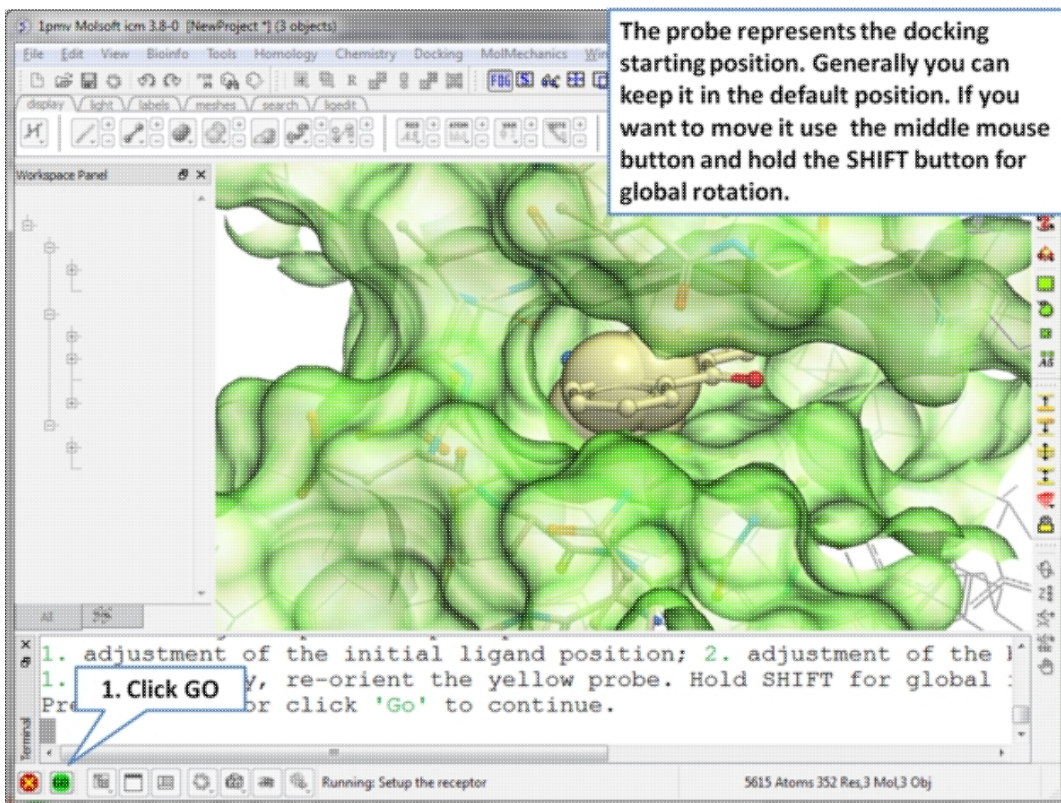 1pmv Molsoft icm 3.8-0 [NewProject *] (3 objects)
The probe represents the docking
starting position. Generally you can
keep it in the default position. If you
want to move it use the middle mouse
button and hold the SHIFT button for
global rotation.
File Edit View Bioinfo Tools Homology Chemistry Docking MolMechanics
R FOG
display light labels meshes search ligedit
Workspace Panel
All
1. adjustment of the initial ligand position; 2. adjustment of the
1. y, re-orient the yellow probe. Hold SHIFT for global
Pre or click 'Go' to continue.
1. Click GO
Terminal
Running: Setup the receptor 5615 Atoms 352 Res,3 Mol,3 Obj